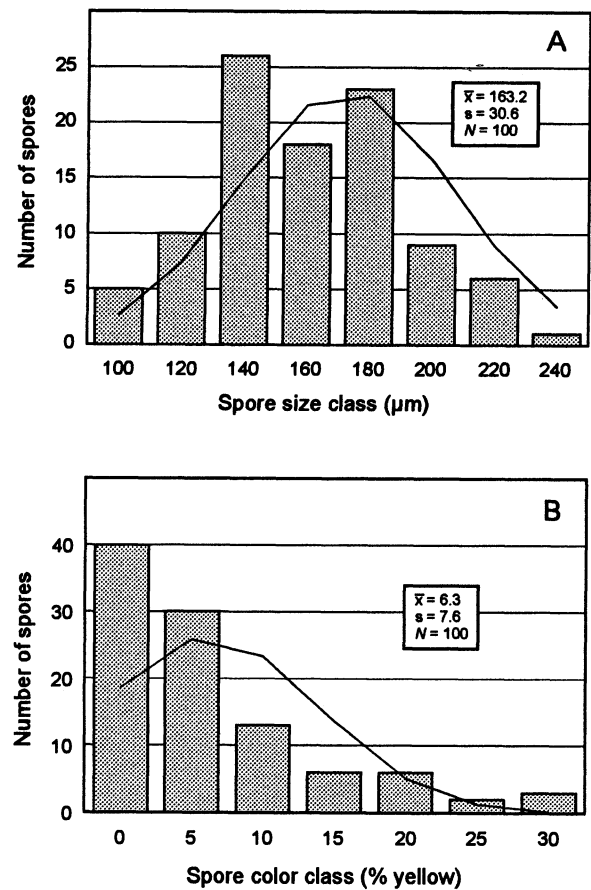 A
25
20
15
10
5
0
Number of spores
x̄ = 163.2
s = 30.6
N = 100
100 120 140 160 180 200 220 240
Spore size class (µm)
B
40
30
20
10
0
Number of spores
x̄ = 6.3
s = 7.6
N = 100
0 5 10 15 20 25 30
Spore color class (% yellow)